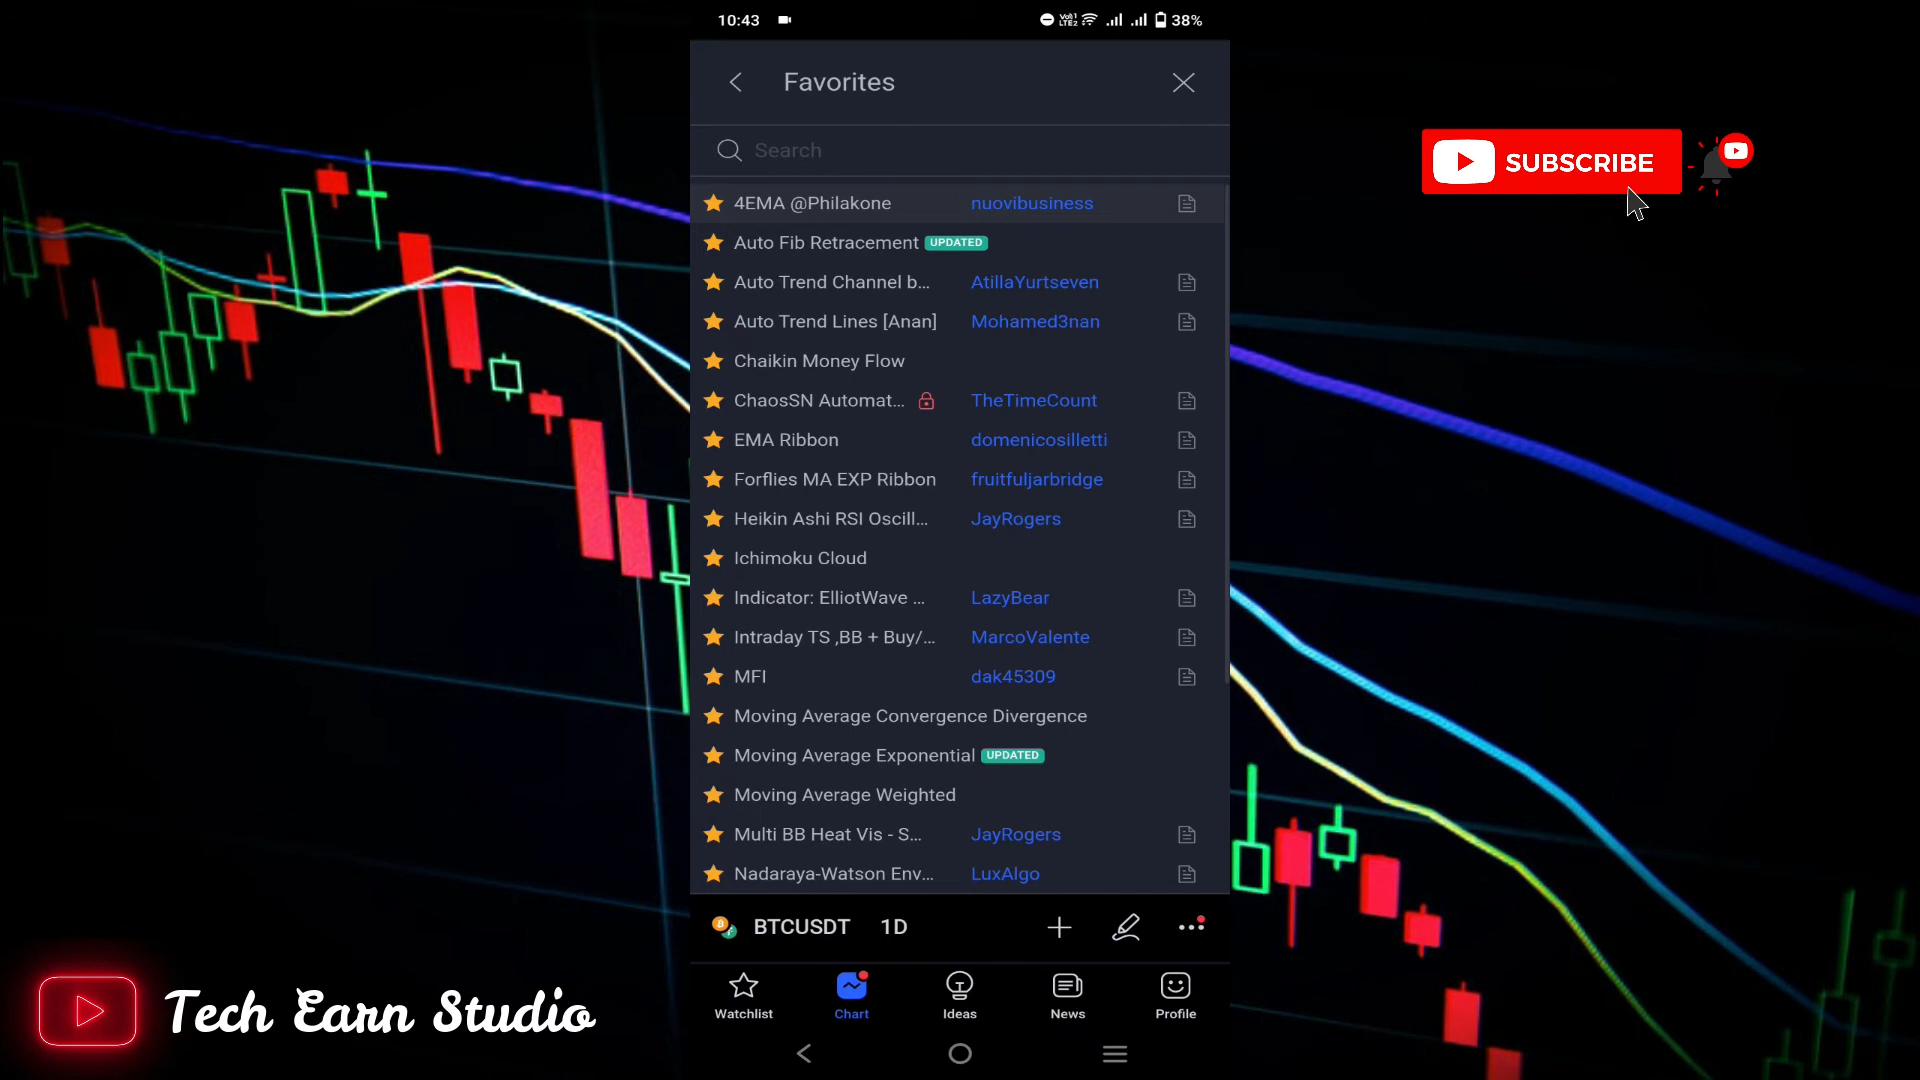 10:43
Vo1) LTE2 38%
Favorites
Search
4EMA @Philakone nuovibusiness
Auto Fib Retracement UPDATED
Auto Trend Channel b... AtillaYurtseven
Auto Trend Lines [Anan] Mohamed3nan
Chaikin Money Flow
ChaosSN Automat... TheTimeCount
EMA Ribbon domenicosilletti
Forflies MA EXP Ribbon fruitfuljarbridge
Heikin Ashi RSI Oscill... JayRogers
Ichimoku Cloud
Indicator: ElliotWave ... LazyBear
Intraday TS ,BB + Buy/... MarcoValente
MFI dak45309
Moving Average Convergence Divergence
Moving Average Exponential UPDATED
Moving Average Weighted
Multi BB Heat Vis - S... JayRogers
Nadaraya-Watson Env... LuxAlgo
BTCUSDT 1D
Watchlist Chart Ideas News Profile
SUBSCRIBE
Tech Earn Studio